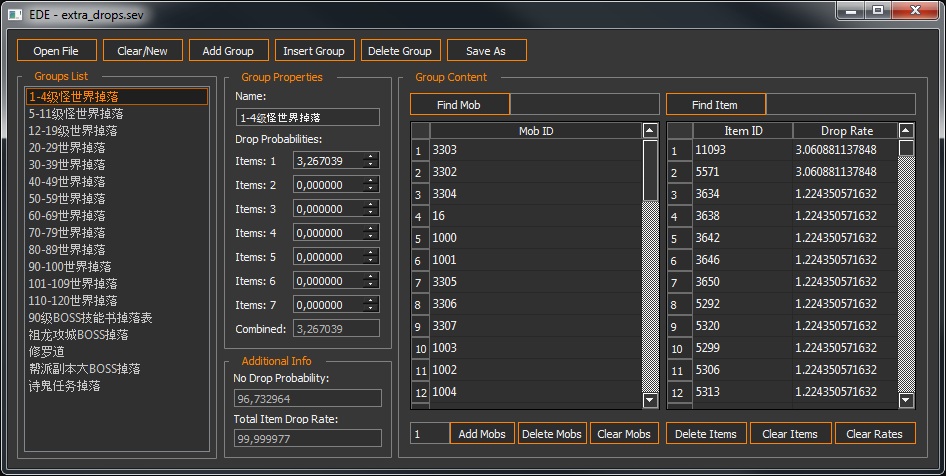 EDE - extra_drops.sev
Open File Clear/New Add Group Insert Group Delete Group Save As
Groups List
1-4级怪世界掉落
5-11级怪世界掉落
12-19级世界掉落
20-29世界掉落
30-39世界掉落
40-49世界掉落
50-59世界掉落
60-69世界掉落
70-79世界掉落
80-89世界掉落
90-100世界掉落
101-109世界掉落
110-120世界掉落
90级BOSS技能书掉落表
祖龙攻城BOSS掉落
修罗道
帮派副本大BOSS掉落
诗鬼任务掉落
Group Properties
Name:
1-4级怪世界掉落
Drop Probabilities:
Items: 1 3,267039
Items: 2 0,000000
Items: 3 0,000000
Items: 4 0,000000
Items: 5 0,000000
Items: 6 0,000000
Items: 7 0,000000
Combined: 3,267039
Additional Info
No Drop Probability:
96,732964
Total Item Drop Rate:
99,999977
Group Content
Find Mob
Mob ID
1 3303
2 3302
3 3304
4 16
5 1000
6 1001
7 3305
8 3306
9 3307
10 1003
11 1002
12 1004
1 Add Mobs Delete Mobs Clear Mobs
Find Item
Item ID Drop Rate
1 11093 3.060881137848
2 5571 3.060881137848
3 3634 1.224350571632
4 3638 1.224350571632
5 3642 1.224350571632
6 3646 1.224350571632
7 3650 1.224350571632
8 5292 1.224350571632
9 5320 1.224350571632
10 5299 1.224350571632
11 5306 1.224350571632
12 5313 1.224350571632
Delete Items Clear Items Clear Rates